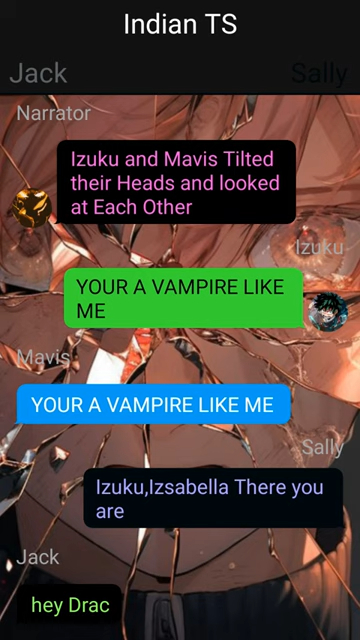 Indian TS
Jack
Sally
Narrator
Izuku and Mavis Tilted
their Heads and looked
at Each Other
Izuku
YOUR A VAMPIRE LIKE
ME
Mavis
YOUR A VAMPIRE LIKE ME
Sally
Izuku,Izsabella There you
are
Jack
hey Drac